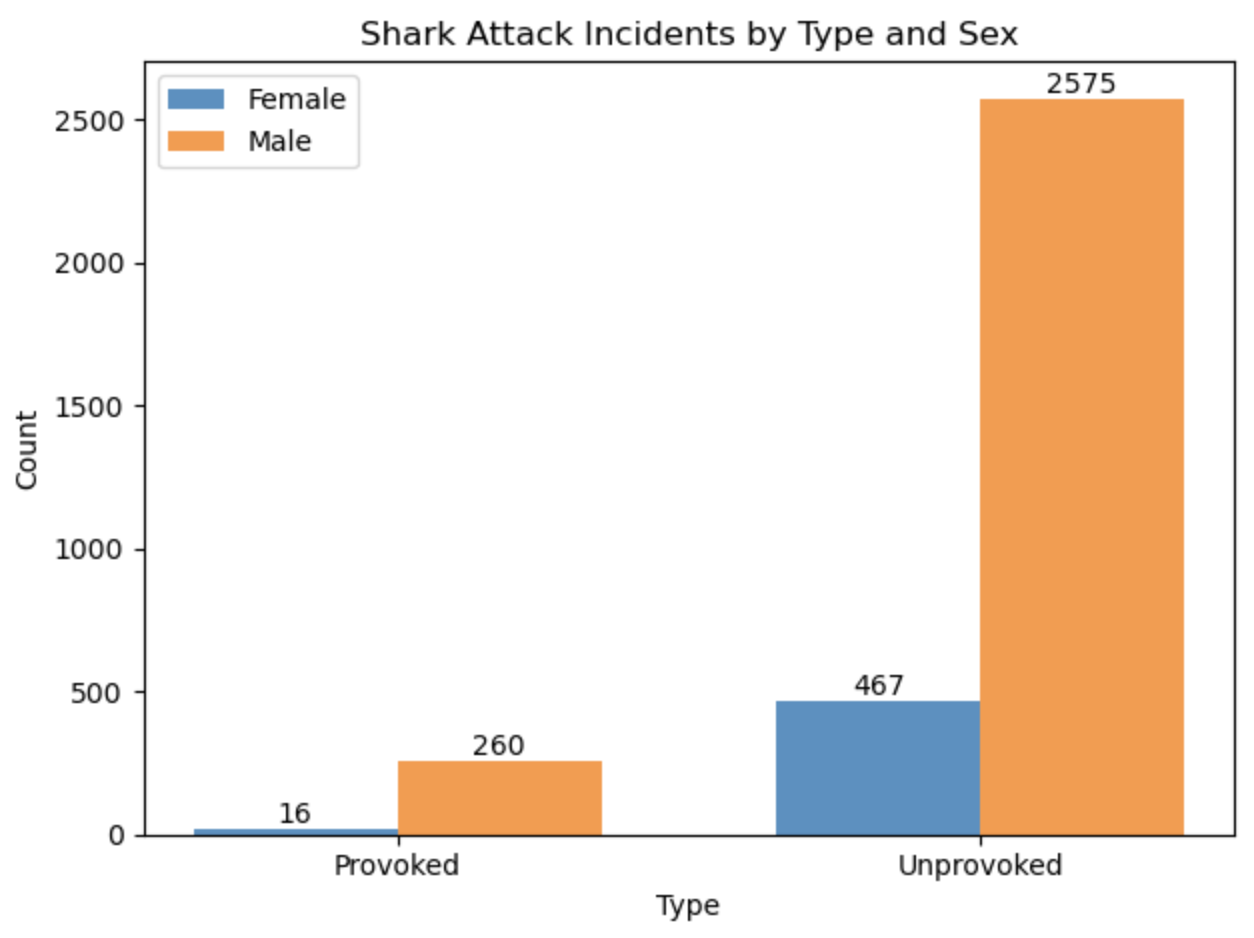 Shark Attack Incidents by Type and Sex
Female
Male
2500
2000
1500
1000
500
0
Count
16
260
467
2575
Provoked
Unprovoked
Type